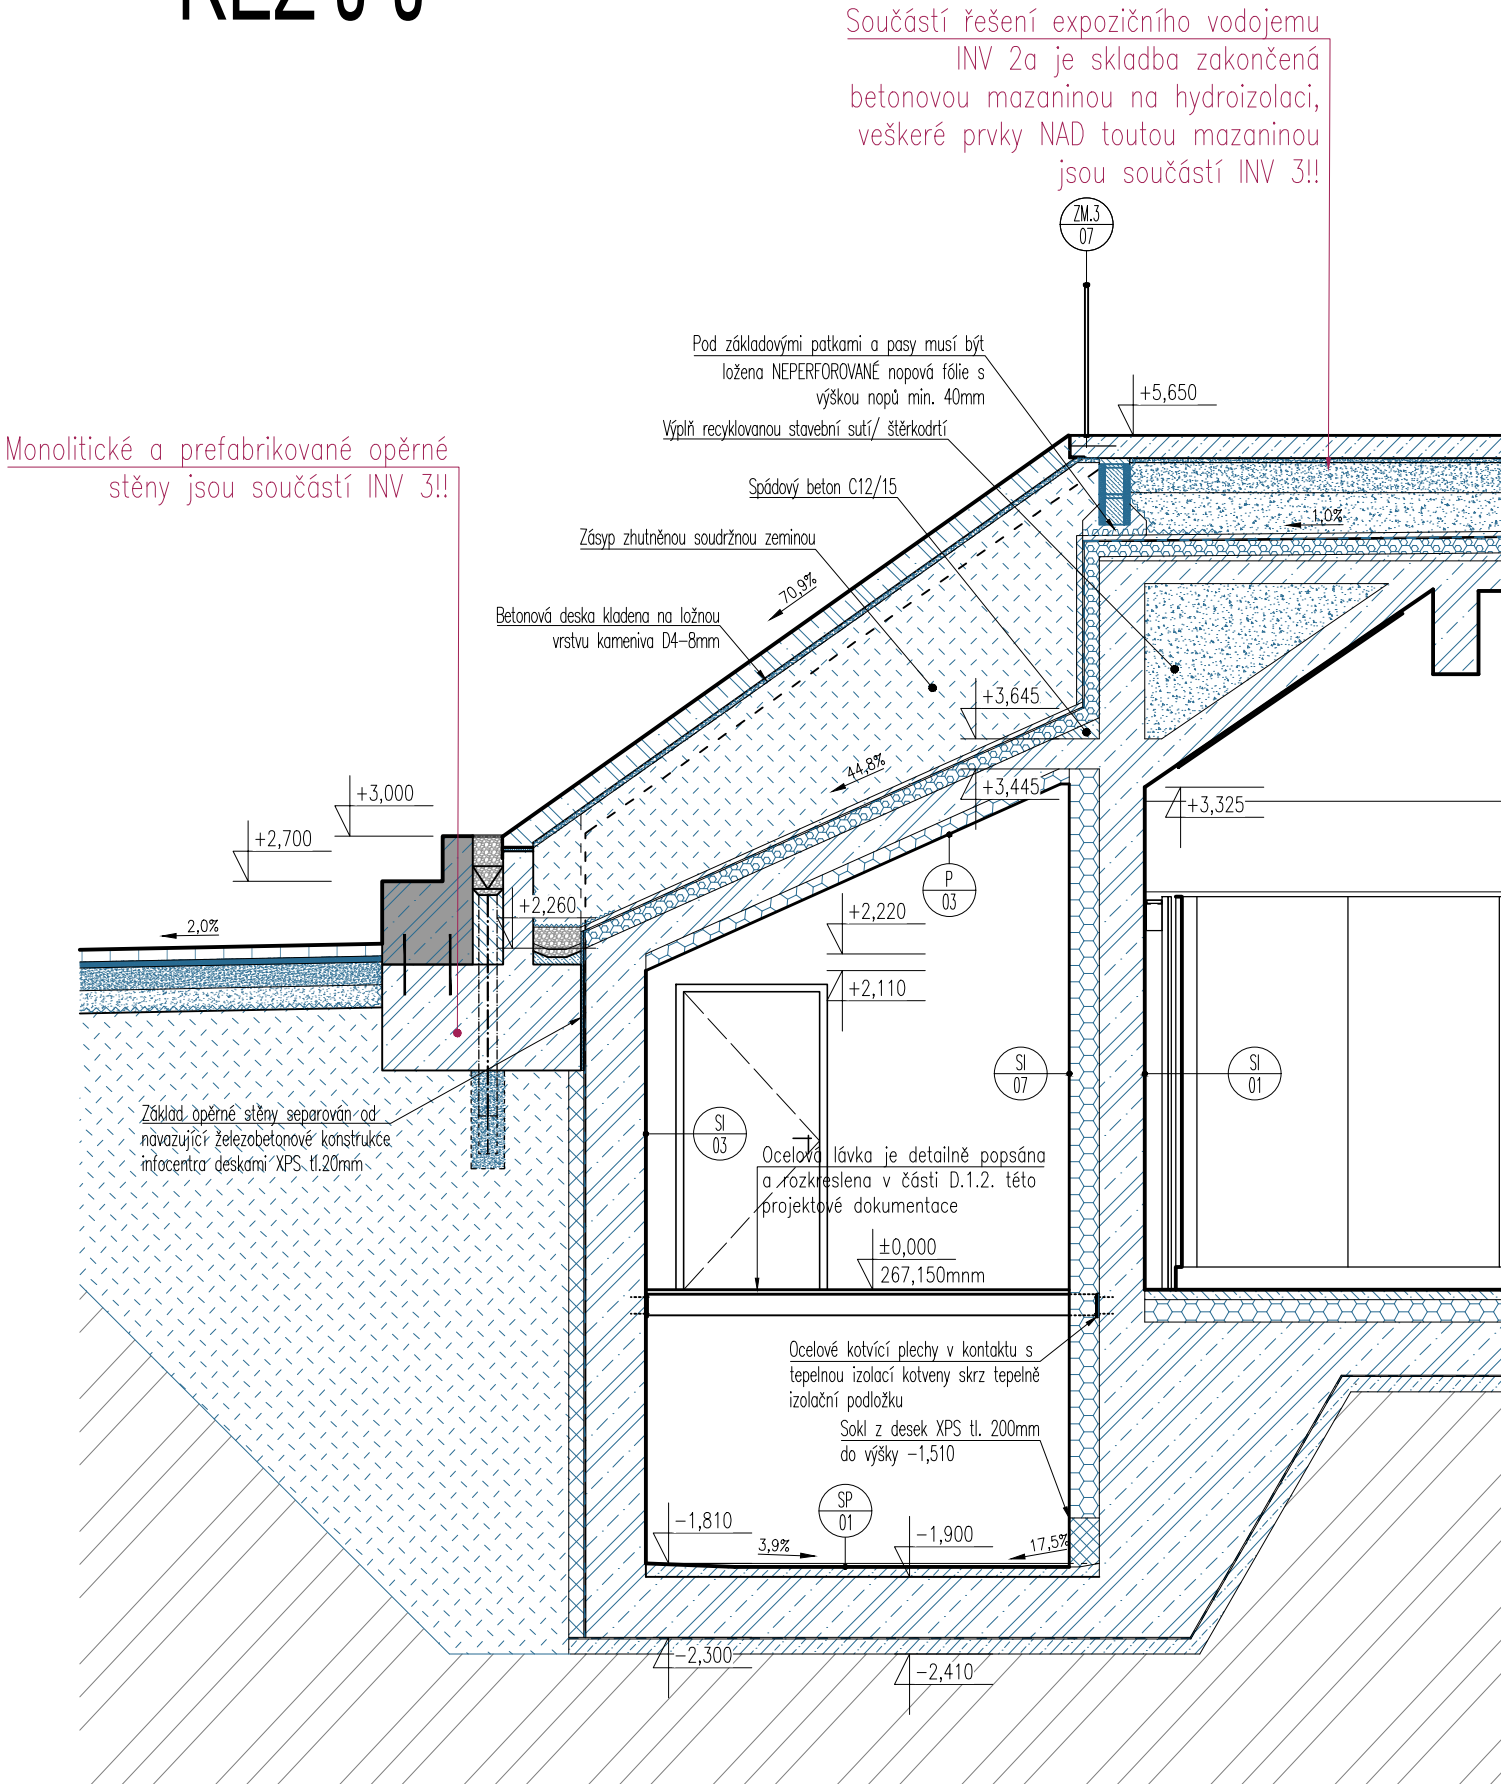 Součástí řešení expozičního vodojemu
INV 2a je skladba zakončená
betonovou mazaninou na hydroizolaci,
veškeré prvky NAD toutou mazaninou
jsou součástí INV 3!!
ZM.3
07
Pod základovými patkami a pasy musí být
ložena NEPERFOROVANÉ nopová fólie s
výškou nopů min. 40mm
+5,650
Výplň recyklovanou stavební sutí/ štěrkodrtí
Monolitické a prefabrikované opěrné
stěny jsou součástí INV 3!!
Spádový beton C12/15
1,0%
Zásyp zhutněnou soudržnou zeminou
70,9%
Betonová deska kladena na ložnou
vrstvu kameniva D4-8mm
+3,645
44,8%
+3,445
+3,000
+3,325
+2,700
P
03
+2,260
+2,220
2,0%
+2,110
SI
07
SI
01
Základ opěrné stěny separován od
navazující železobetonové konstrukce
infocentra deskami XPS tl.20mm
SI
03
Ocelová lávka je detailně popsána
a rozkreslena v části D.1.2. této
projektové dokumentace
±0,000
267,150mnm
Ocelové kotvící plechy v kontaktu s
tepelnou izolací kotveny skrz tepelně
izolační podložku
Sokl z desek XPS tl. 200mm
do výšky -1,510
SP
01
-1,810
3,9%
-1,900
17,5%
-2,300
-2,410